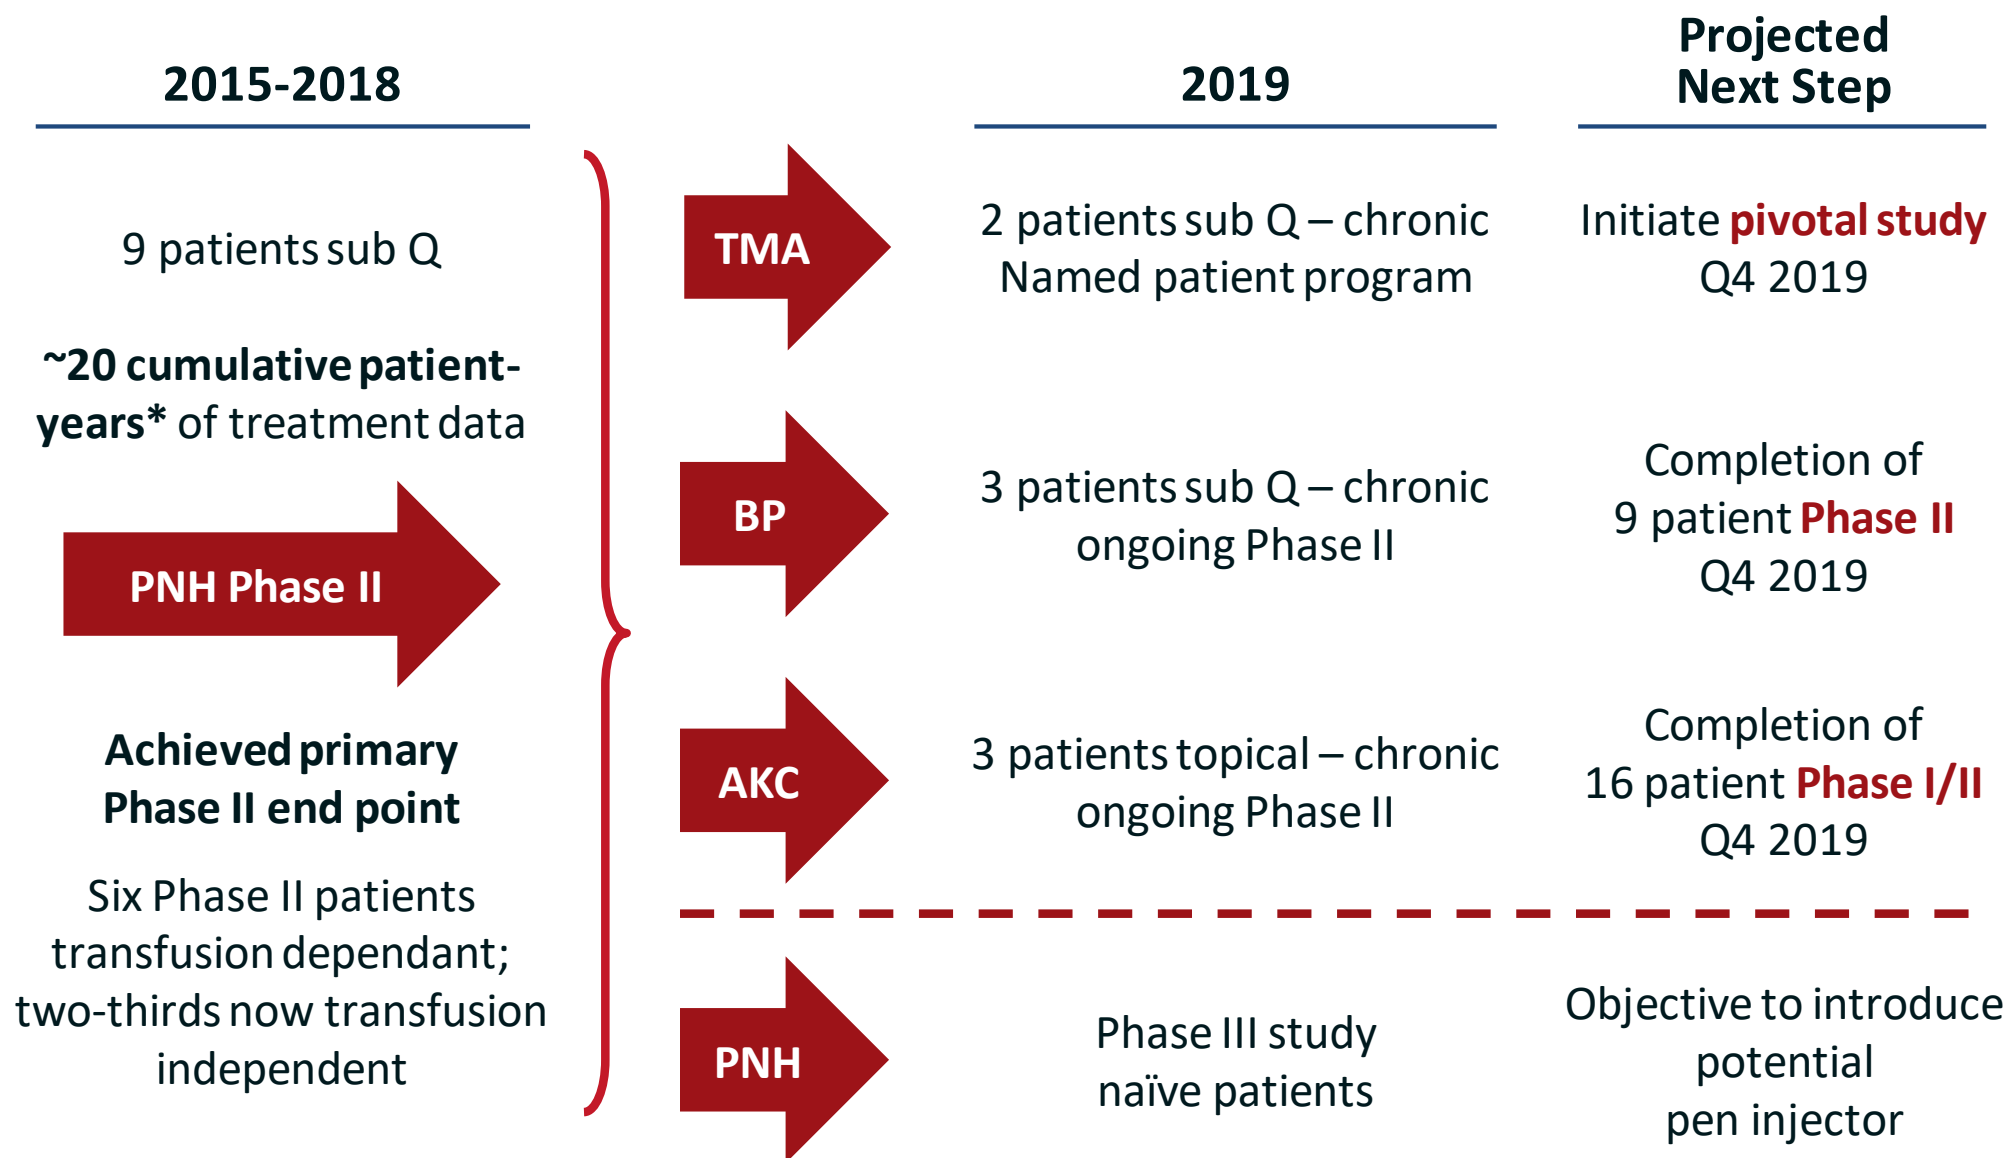 2015-2018
9 patients sub Q
~20 cumulative patient-
years* of treatment data
PNH Phase II
Achieved primary
Phase II end point
Six Phase II patients
transfusion dependant;
two-thirds now transfusion
independent
2019
Projected
Next Step
TMA
2 patients sub Q – chronic
Named patient program
Initiate pivotal study
Q4 2019
BP
3 patients sub Q – chronic
ongoing Phase II
Completion of
9 patient Phase II
Q4 2019
AKC
3 patients topical – chronic
ongoing Phase II
Completion of
16 patient Phase I/II
Q4 2019
PNH
Phase III study
naïve patients
Objective to introduce
potential
pen injector